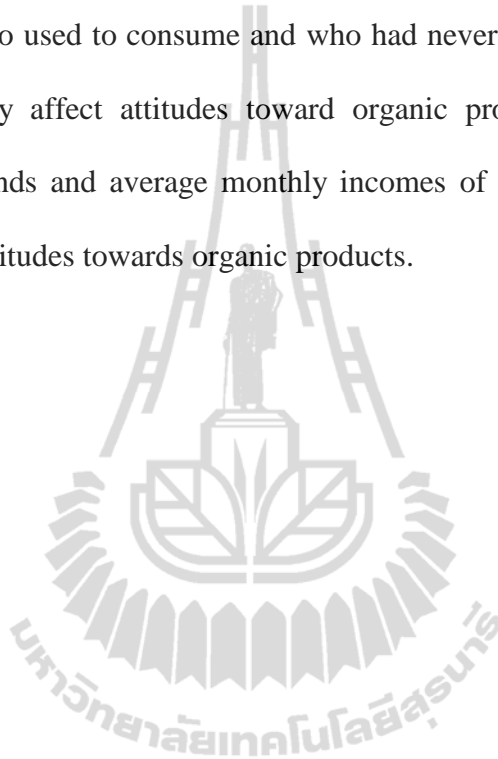 o used to consume and who had never
y affect attitudes toward organic pro
nds and average monthly incomes of
titudes towards organic products.
มหาวิทยาลัยเทคโนโลยีสุรนารี